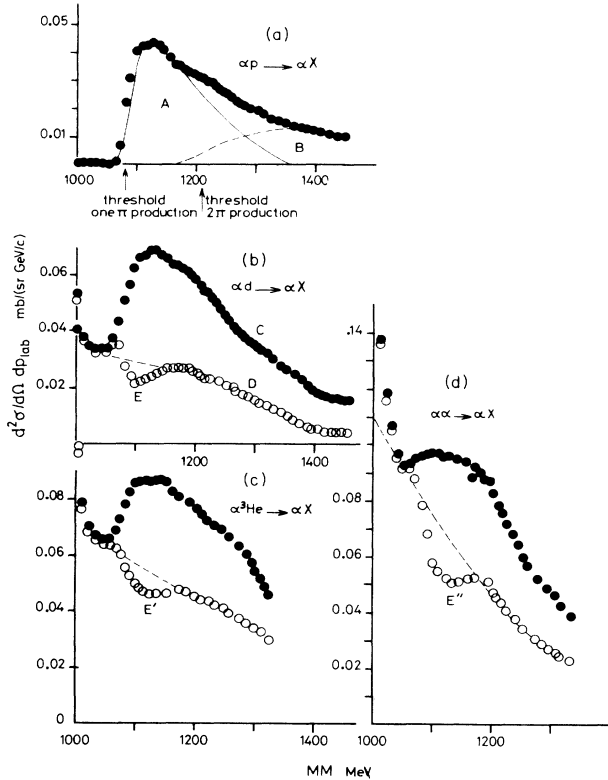 0.05
(a)
αp → αX
A
0.01
B
1000
1200
1400
threshold
one π production
threshold
2π production
d²σ/dΩ dp_lab mb/(sr GeV/c)
0.06
(b)
αd → αX
C
0.04
0.02
D
E
1200
1400
(c)
α³He → αX
0.08
0.06
0.04
0.02
0
E'
1000
1200
1400
.14
(d)
αα → αX
0.1
0.08
0.06
0.04
0.02
E''
1000
1200
MM MeV